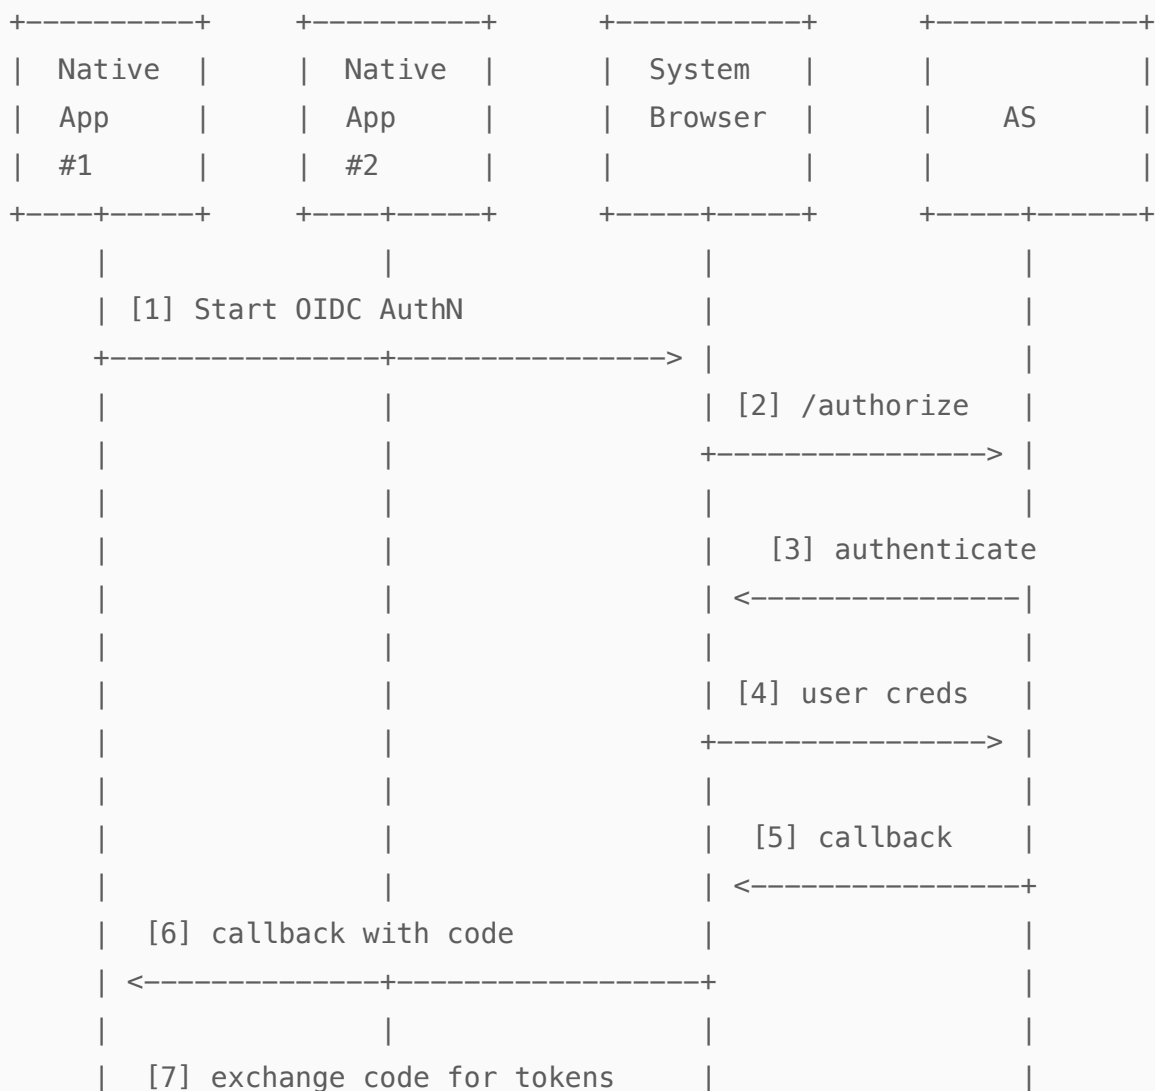 +----------+     +----------+      +-----------+      +------------+
|  Native  |     |  Native  |      |  System   |      |            |
|  App     |     |  App     |      |  Browser  |      |    AS      |
|  #1      |     |  #2      |      |           |      |            |
+----+-----+     +----+-----+      +-----+-----+      +-----+------+
     |                |                  |                  |
     | [1] Start OIDC AuthN              |                  |
     +----------------+----------------> |                  |
     |                |                  | [2] /authorize   |
     |                |                  +----------------> |
     |                |                  |                  |
     |                |                  |   [3] authenticate
     |                |                  | <----------------|
     |                |                  |                  |
     |                |                  | [4] user creds   |
     |                |                  +----------------> |
     |                |                  |                  |
     |                |                  |  [5] callback    |
     |                |                  | <----------------+
     |  [6] callback with code           |                  |
     | <--------------+------------------+                  |
     |                |                  |                  |
     |  [7] exchange code for tokens     |                  |